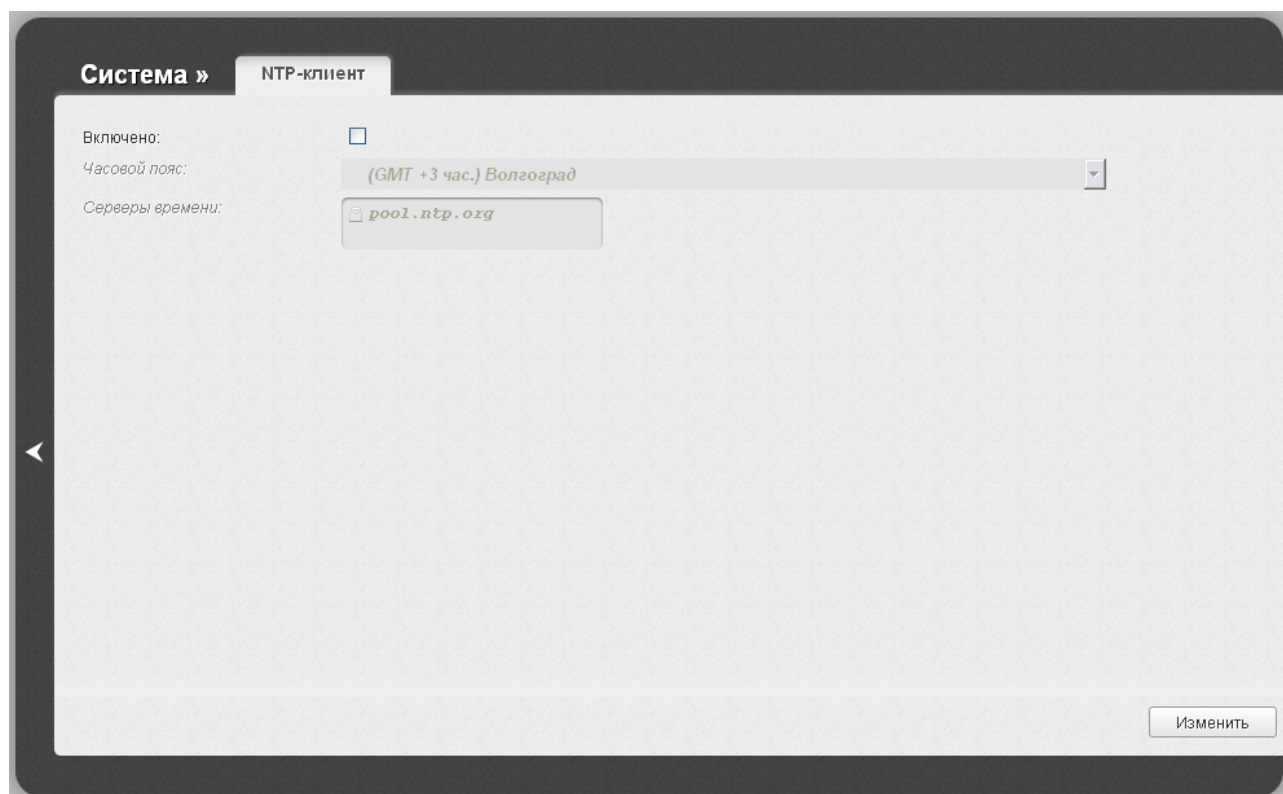 Система »
NTP-клиент
Включено:
Часовой пояс:
(GMT +3 час.) Волгоград
Серверы времени:
pool.ntp.org
Изменить